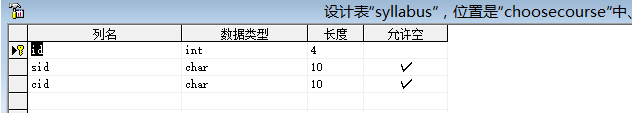 设计表“syllabus”，位置是“choosecourse”中、
列名 数据类型 长度 允许空
id int 4
sid char 10
cid char 10